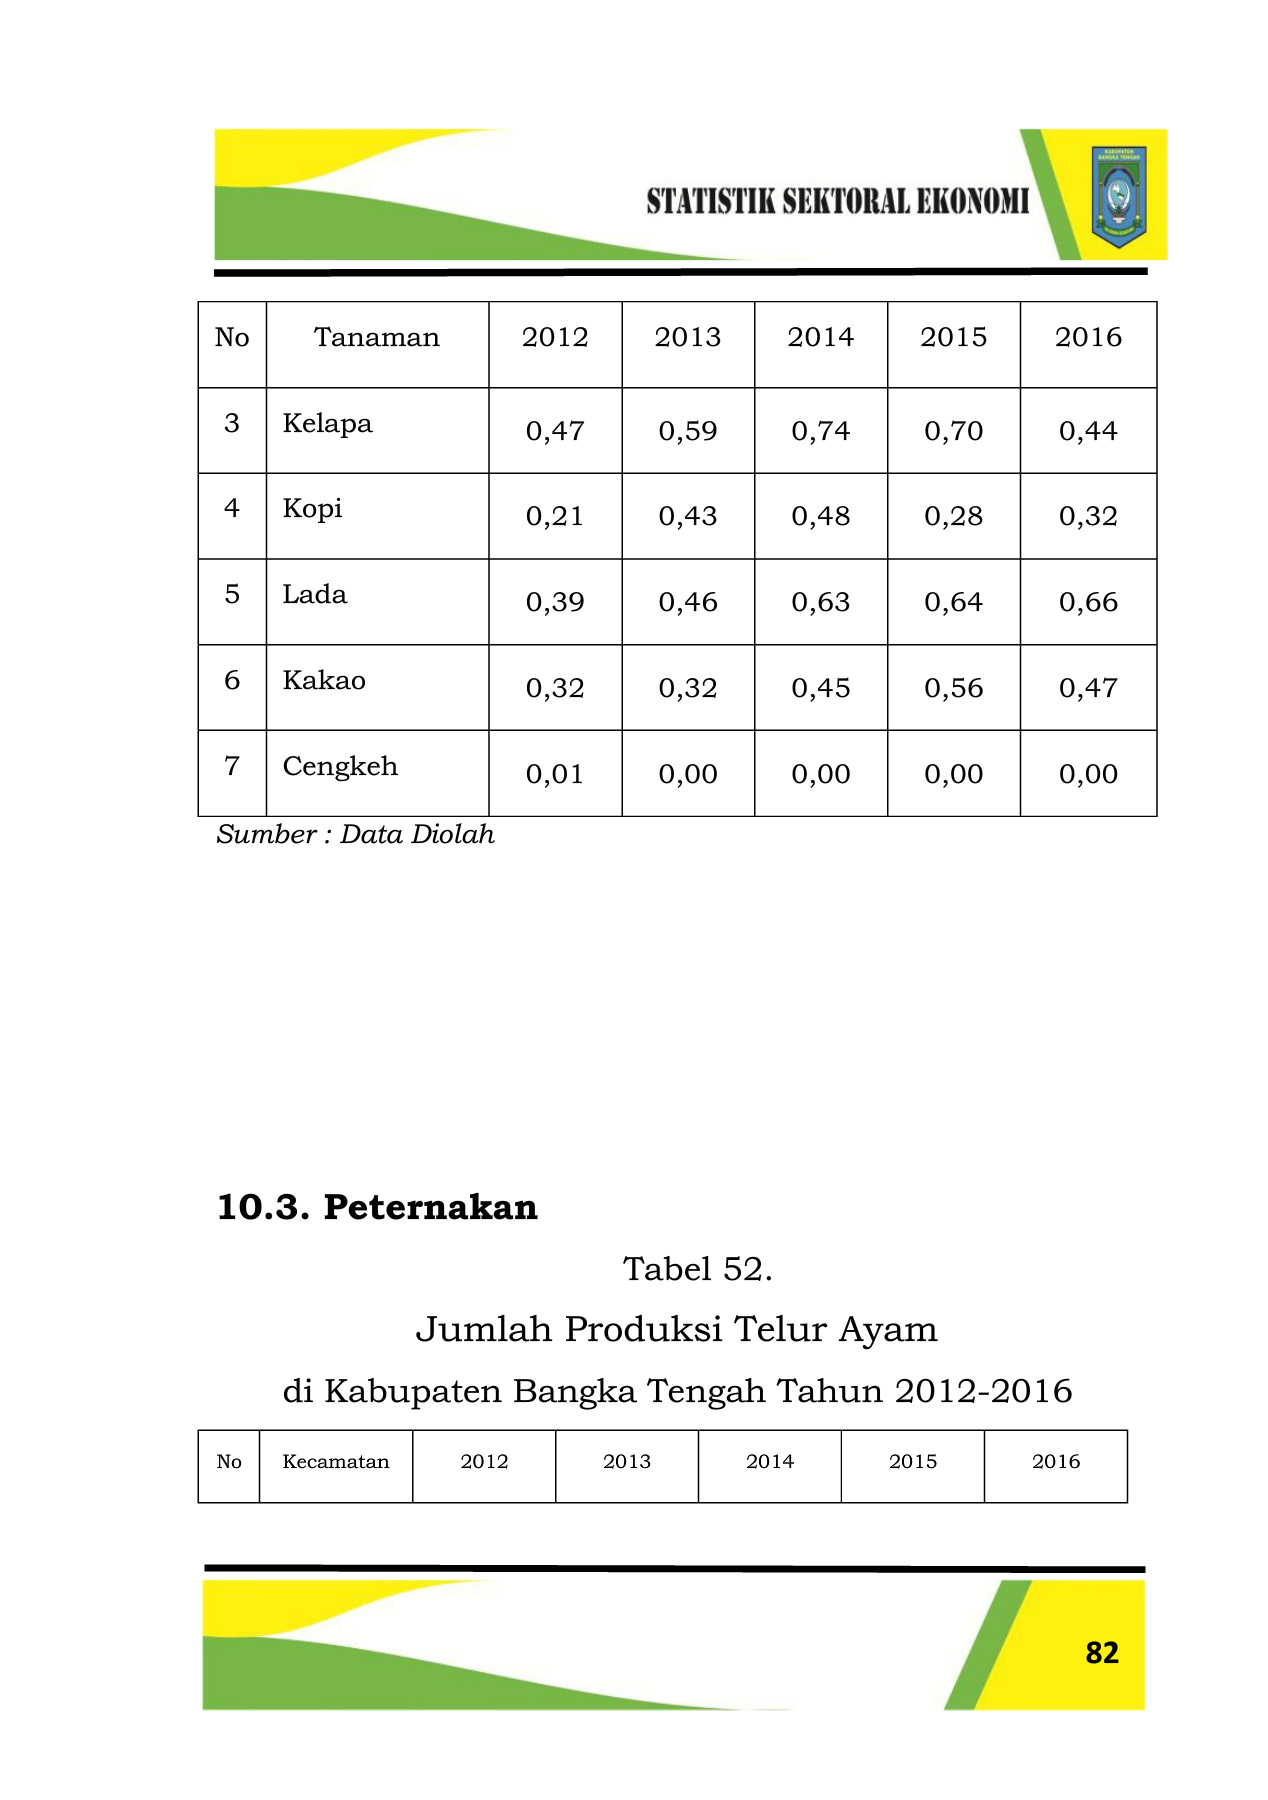 KABUPATEN
BANGKA TENGAH
STATISTIK SEKTORAL EKONOMI
No Tanaman 2012 2013 2014 2015 2016
3 Kelapa 0,47 0,59 0,74 0,70 0,44
4 Kopi 0,21 0,43 0,48 0,28 0,32
5 Lada 0,39 0,46 0,63 0,64 0,66
6 Kakao 0,32 0,32 0,45 0,56 0,47
7 Cengkeh 0,01 0,00 0,00 0,00 0,00
Sumber : Data Diolah
10.3. Peternakan
Tabel 52.
Jumlah Produksi Telur Ayam
di Kabupaten Bangka Tengah Tahun 2012-2016
No Kecamatan 2012 2013 2014 2015 2016
82